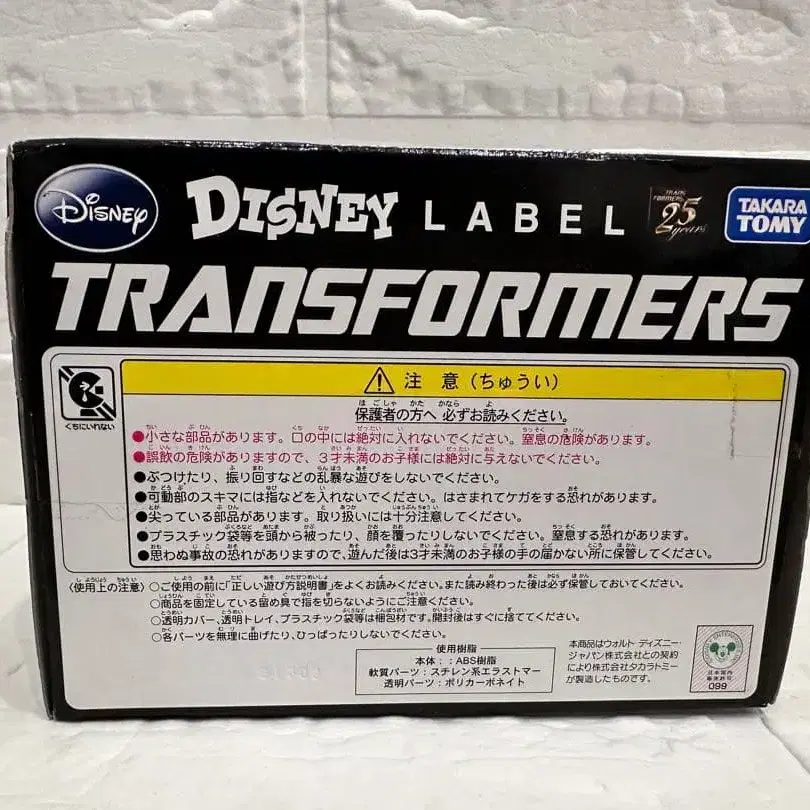 Disney DISNEY LABEL TRANSFORMERS 25 years TAKARA TOMY
TRANSFORMERS
くちにいれない
注意(ちゅうい)
保護者の方へ 必ずお読みください。
●小さな部品があります。口の中には絶対に入れないでください。窒息の危険があります。
●誤飲の危険がありますので、3才未満のお子様には絶対に与えないでください。
●ぶつけたり、振り回すなどの乱暴な遊びをしないでください。
●可動部のスキマには指などを入れないでください。はさまれてケガをする恐れがあります。
●尖っている部品があります。取り扱いには十分注意してください。
●プラスチック袋等を頭から被ったり、顔を覆ったりしないでください。窒息する恐れがあります。
●思わぬ事故の恐れがありますので、遊んだ後は3才未満のお子様の手の届かない所に保管してください。
〈使用上の注意〉○ご使用の前に「正しい遊び方説明書」をよくお読みください。また読み終わった後は必ず保管しておいてください。
○商品を固定している留め具で指を切らないようにご注意ください。
○透明カバー、透明トレイ、プラスチック袋等は梱包材です。開封後はすぐに捨ててください。
○各パーツを無理に曲げたり、ひっぱったりしないでください。
使用樹脂
本体：：ABS樹脂
軟質パーツ：スチレン系エラストマー
透明パーツ：ポリカーボネイト
本商品はウォルト・ディズニー・
ジャパン株式会社との契約
により株式会社タカラトミー
が製造したものです。
日本国内
専売許可
099